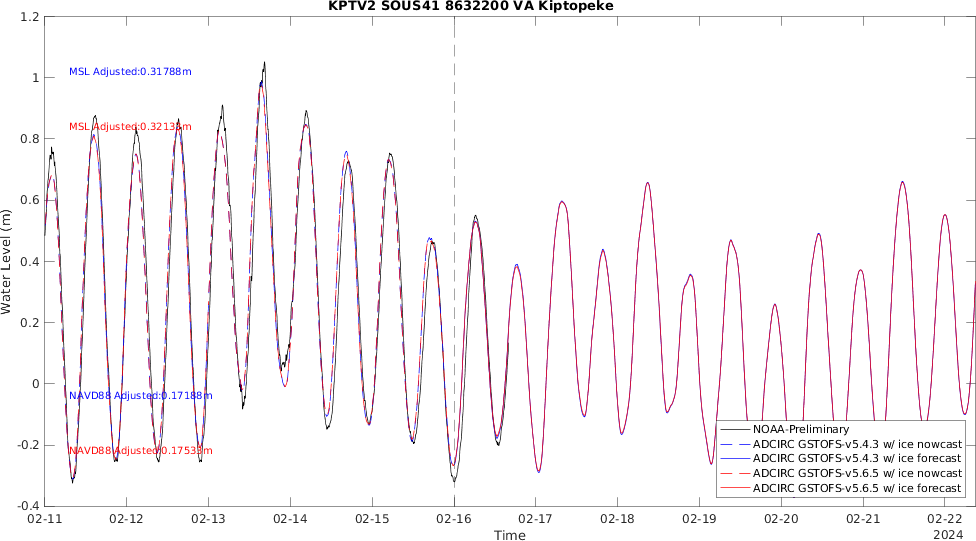 KPTV2 SOUS41 8632200 VA Kiptopeke
1.2
1
0.8
0.6
0.4
0.2
0
-0.2
-0.4
Water Level (m)
MSL Adjusted:0.31788m
MSL Adjusted:0.32133m
NAVD88 Adjusted:0.17188m
NAVD88 Adjusted:0.17533m
NOAA-Preliminary
ADCIRC GSTOFS-v5.4.3 w/ ice nowcast
ADCIRC GSTOFS-v5.4.3 w/ ice forecast
ADCIRC GSTOFS-v5.6.5 w/ ice nowcast
ADCIRC GSTOFS-v5.6.5 w/ ice forecast
02-11 02-12 02-13 02-14 02-15 02-16 02-17 02-18 02-19 02-20 02-21 02-22
Time
2024